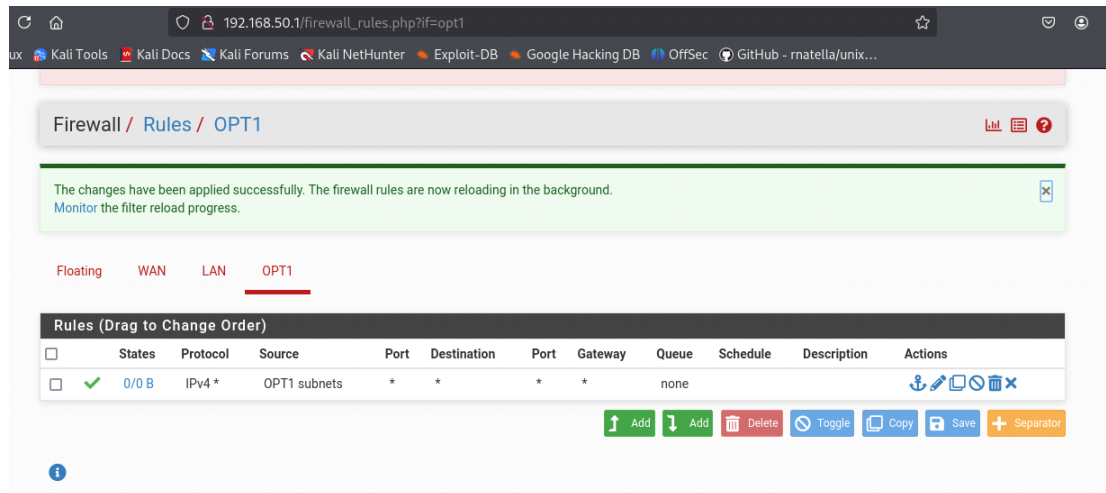 192.168.50.1/firewall_rules.php?if=opt1
ux Kali Tools Kali Docs Kali Forums Kali NetHunter Exploit-DB Google Hacking DB OffSec GitHub - rnatella/unix...
Firewall / Rules / OPT1
The changes have been applied successfully. The firewall rules are now reloading in the background.
Monitor the filter reload progress.
Floating WAN LAN OPT1
Rules (Drag to Change Order)
States Protocol Source Port Destination Port Gateway Queue Schedule Description Actions
0/0 B IPv4 * OPT1 subnets * * * * none
Add Add Delete Toggle Copy Save Separator